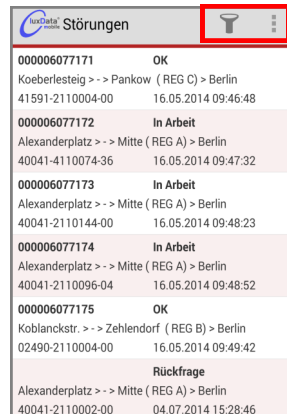 luxData® mobile Störungen
000006077171 OK
Koeberlesteig > - > Pankow ( REG C) > Berlin
41591-2110004-00 16.05.2014 09:46:48
000006077172 In Arbeit
Alexanderplatz > - > Mitte ( REG A) > Berlin
40041-4110074-36 16.05.2014 09:47:32
000006077173 In Arbeit
Alexanderplatz > - > Mitte ( REG A) > Berlin
40041-2110144-00 16.05.2014 09:48:23
000006077174 In Arbeit
Alexanderplatz > - > Mitte ( REG A) > Berlin
40041-2110096-04 16.05.2014 09:48:52
000006077175 OK
Koblanckstr. > - > Zehlendorf ( REG B) > Berlin
02490-2110004-00 16.05.2014 09:49:42
Rückfrage
Alexanderplatz > - > Mitte ( REG A) > Berlin
40041-2110002-00 04.07.2014 15:28:46